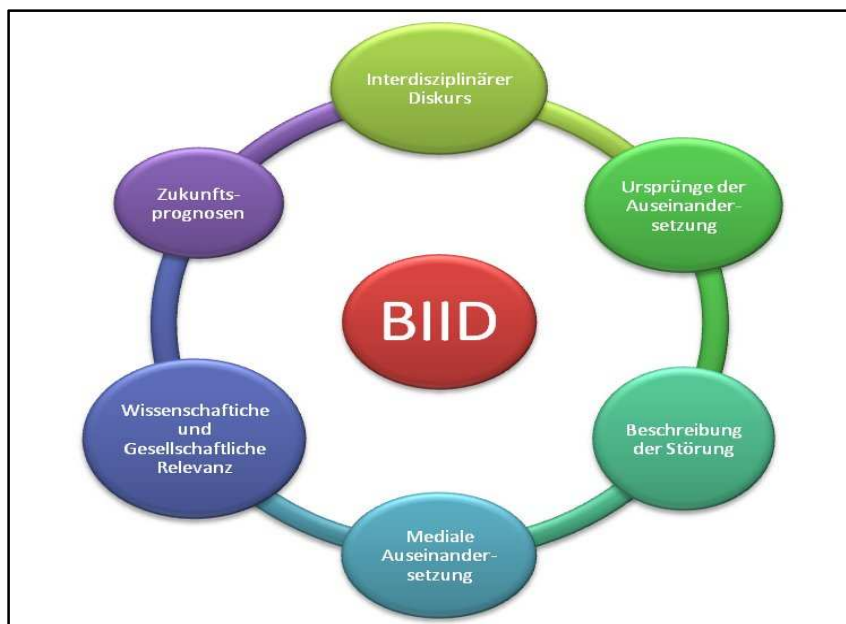 Interdisziplinärer
Diskurs
Ursprünge der
Auseinander-
setzung
Beschreibung
der Störung
Mediale
Auseinander-
setzung
Wissenschaftiche
und
Gesellschaftliche
Relevanz
Zukunfts-
prognosen
BIID